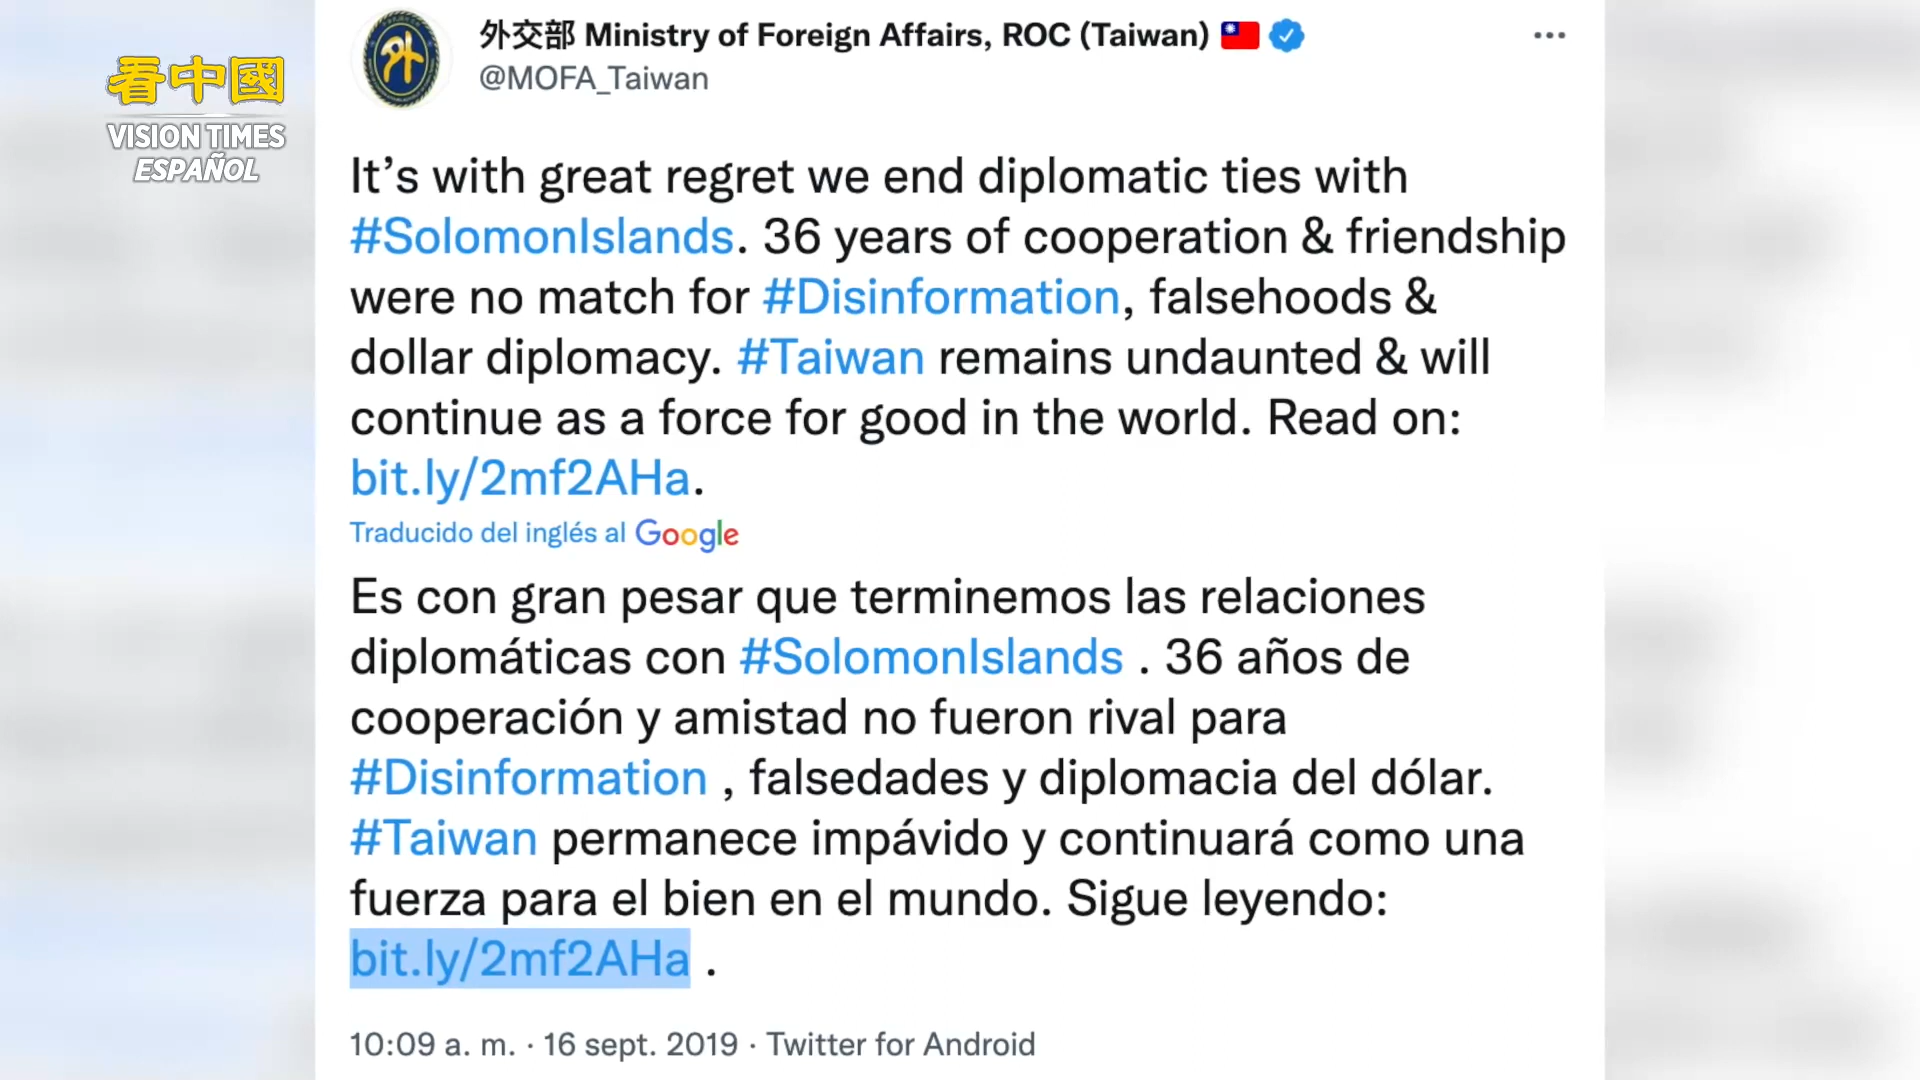 看中國
VISION TIMES
ESPAÑOL
外交部 Ministry of Foreign Affairs, ROC (Taiwan) 🇹🇼
@MOFA_Taiwan
It’s with great regret we end diplomatic ties with
#SolomonIslands. 36 years of cooperation & friendship
were no match for #Disinformation, falsehoods &
dollar diplomacy. #Taiwan remains undaunted & will
continue as a force for good in the world. Read on:
bit.ly/2mf2AHa.
Traducido del inglés al Google
Es con gran pesar que terminemos las relaciones
diplomáticas con #SolomonIslands . 36 años de
cooperación y amistad no fueron rival para
#Disinformation , falsedades y diplomacia del dólar.
#Taiwan permanece impávido y continuará como una
fuerza para el bien en el mundo. Sigue leyendo:
bit.ly/2mf2AHa .
10:09 a. m. · 16 sept. 2019 · Twitter for Android